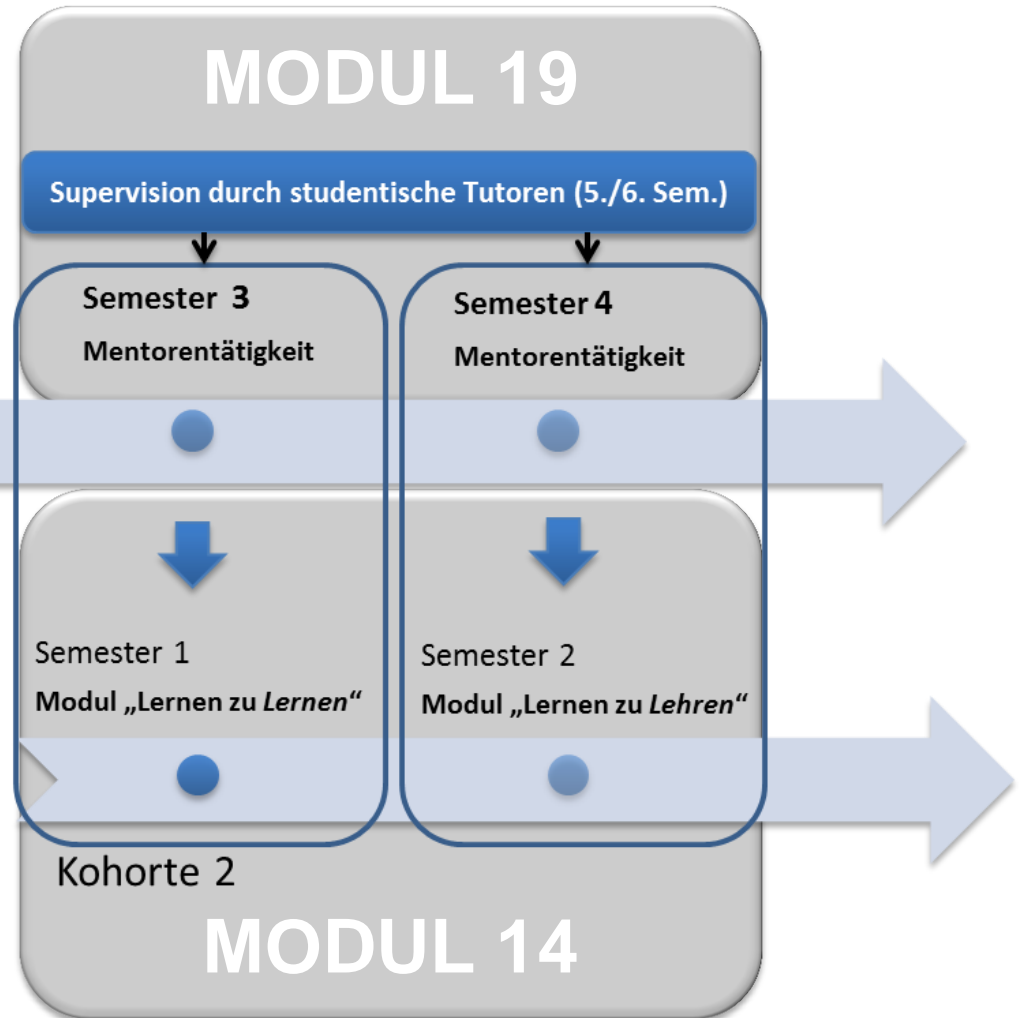 MODUL 19
Supervision durch studentische Tutoren (5./6. Sem.)
Semester 3
Mentorentätigkeit
Semester 4
Mentorentätigkeit
Semester 1
Modul „Lernen zu Lernen“
Semester 2
Modul „Lernen zu Lehren“
Kohorte 2
MODUL 14